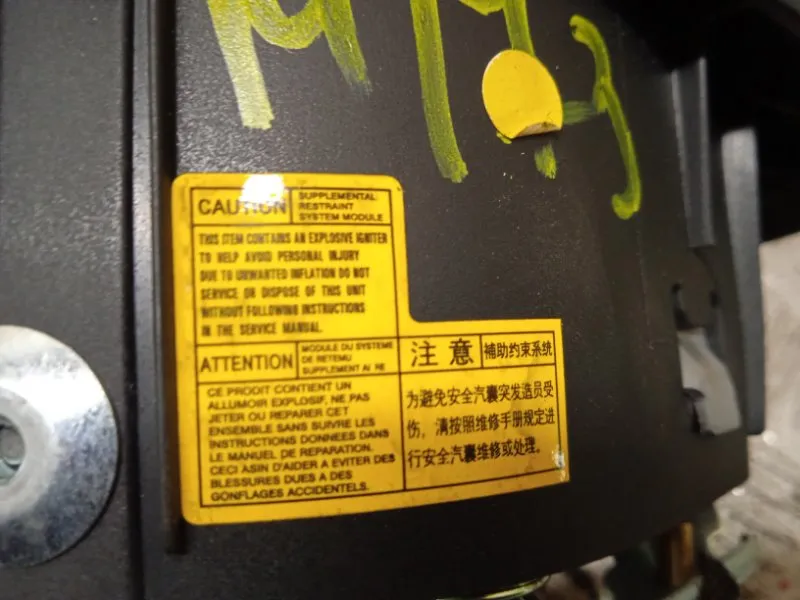 CAUTION
SUPPLEMENTAL
RESTRAINT
SYSTEM MODULE
THIS ITEM CONTAINS AN EXPLOSIVE IGNITER
TO HELP AVOID PERSONAL INJURY
DUE TO UNWANTED INFLATION DO NOT
SERVICE OR DISPOSE OF THIS UNIT
WITHOUT FOLLOWING INSTRUCTIONS
IN THE SERVICE MANUAL.
ATTENTION
MODULE DU SYSTEME
DE RETEMU
SUPPLEMENT AI RE
CE PRODIT CONTIENT UN
ALLUMOIR EXPLOSIF, NE PAS
JETER OU REPARER CET
ENSEMBLE SANS SUIVRE LES
INSTRUCTIONS DONNEES DANS
LE MANUEL DE REPARATION.
CECI ASIN D'AIDER A EVITER DES
BLESSURES DUES A DES
GONFLAGES ACCIDENTELS.
注意
補助约束系统
为避免安全汽囊突发造员受
伤，清按照维修手册规定进
行安全汽囊维修或处理。